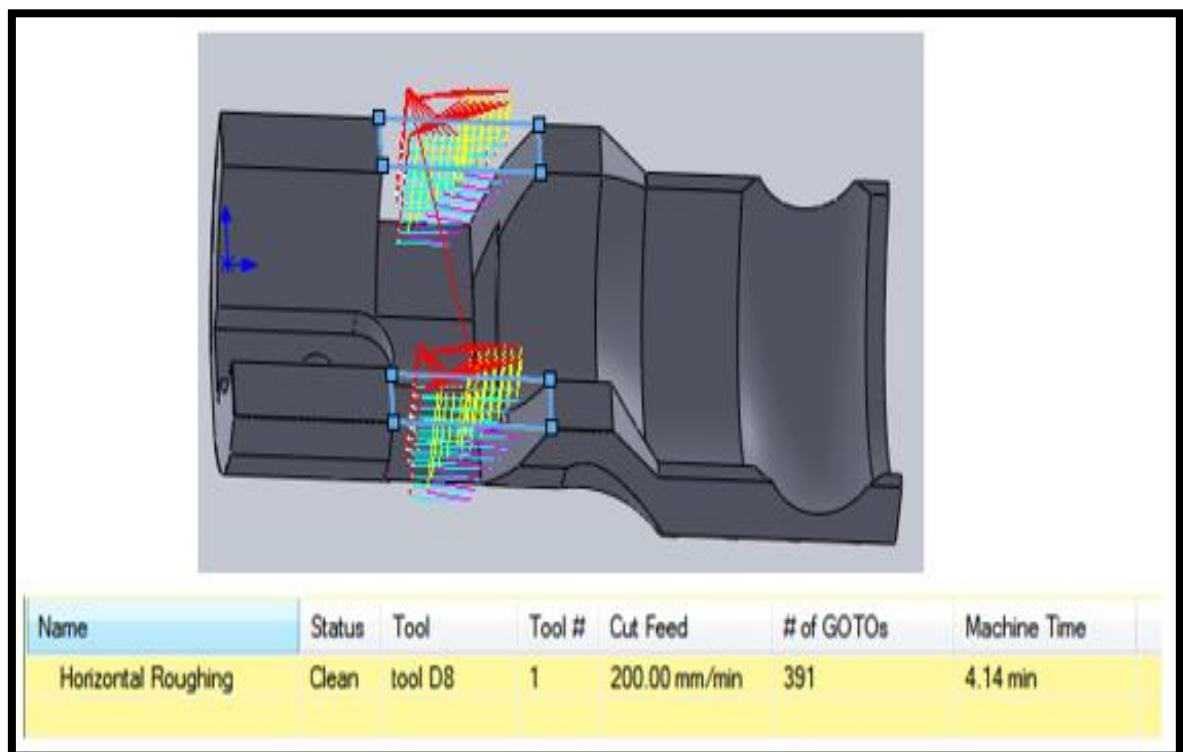 Name Status Tool Tool # Cut Feed # of GOTOs Machine Time
Horizontal Roughing Clean tool D8 1 200.00 mm/min 391 4.14 min